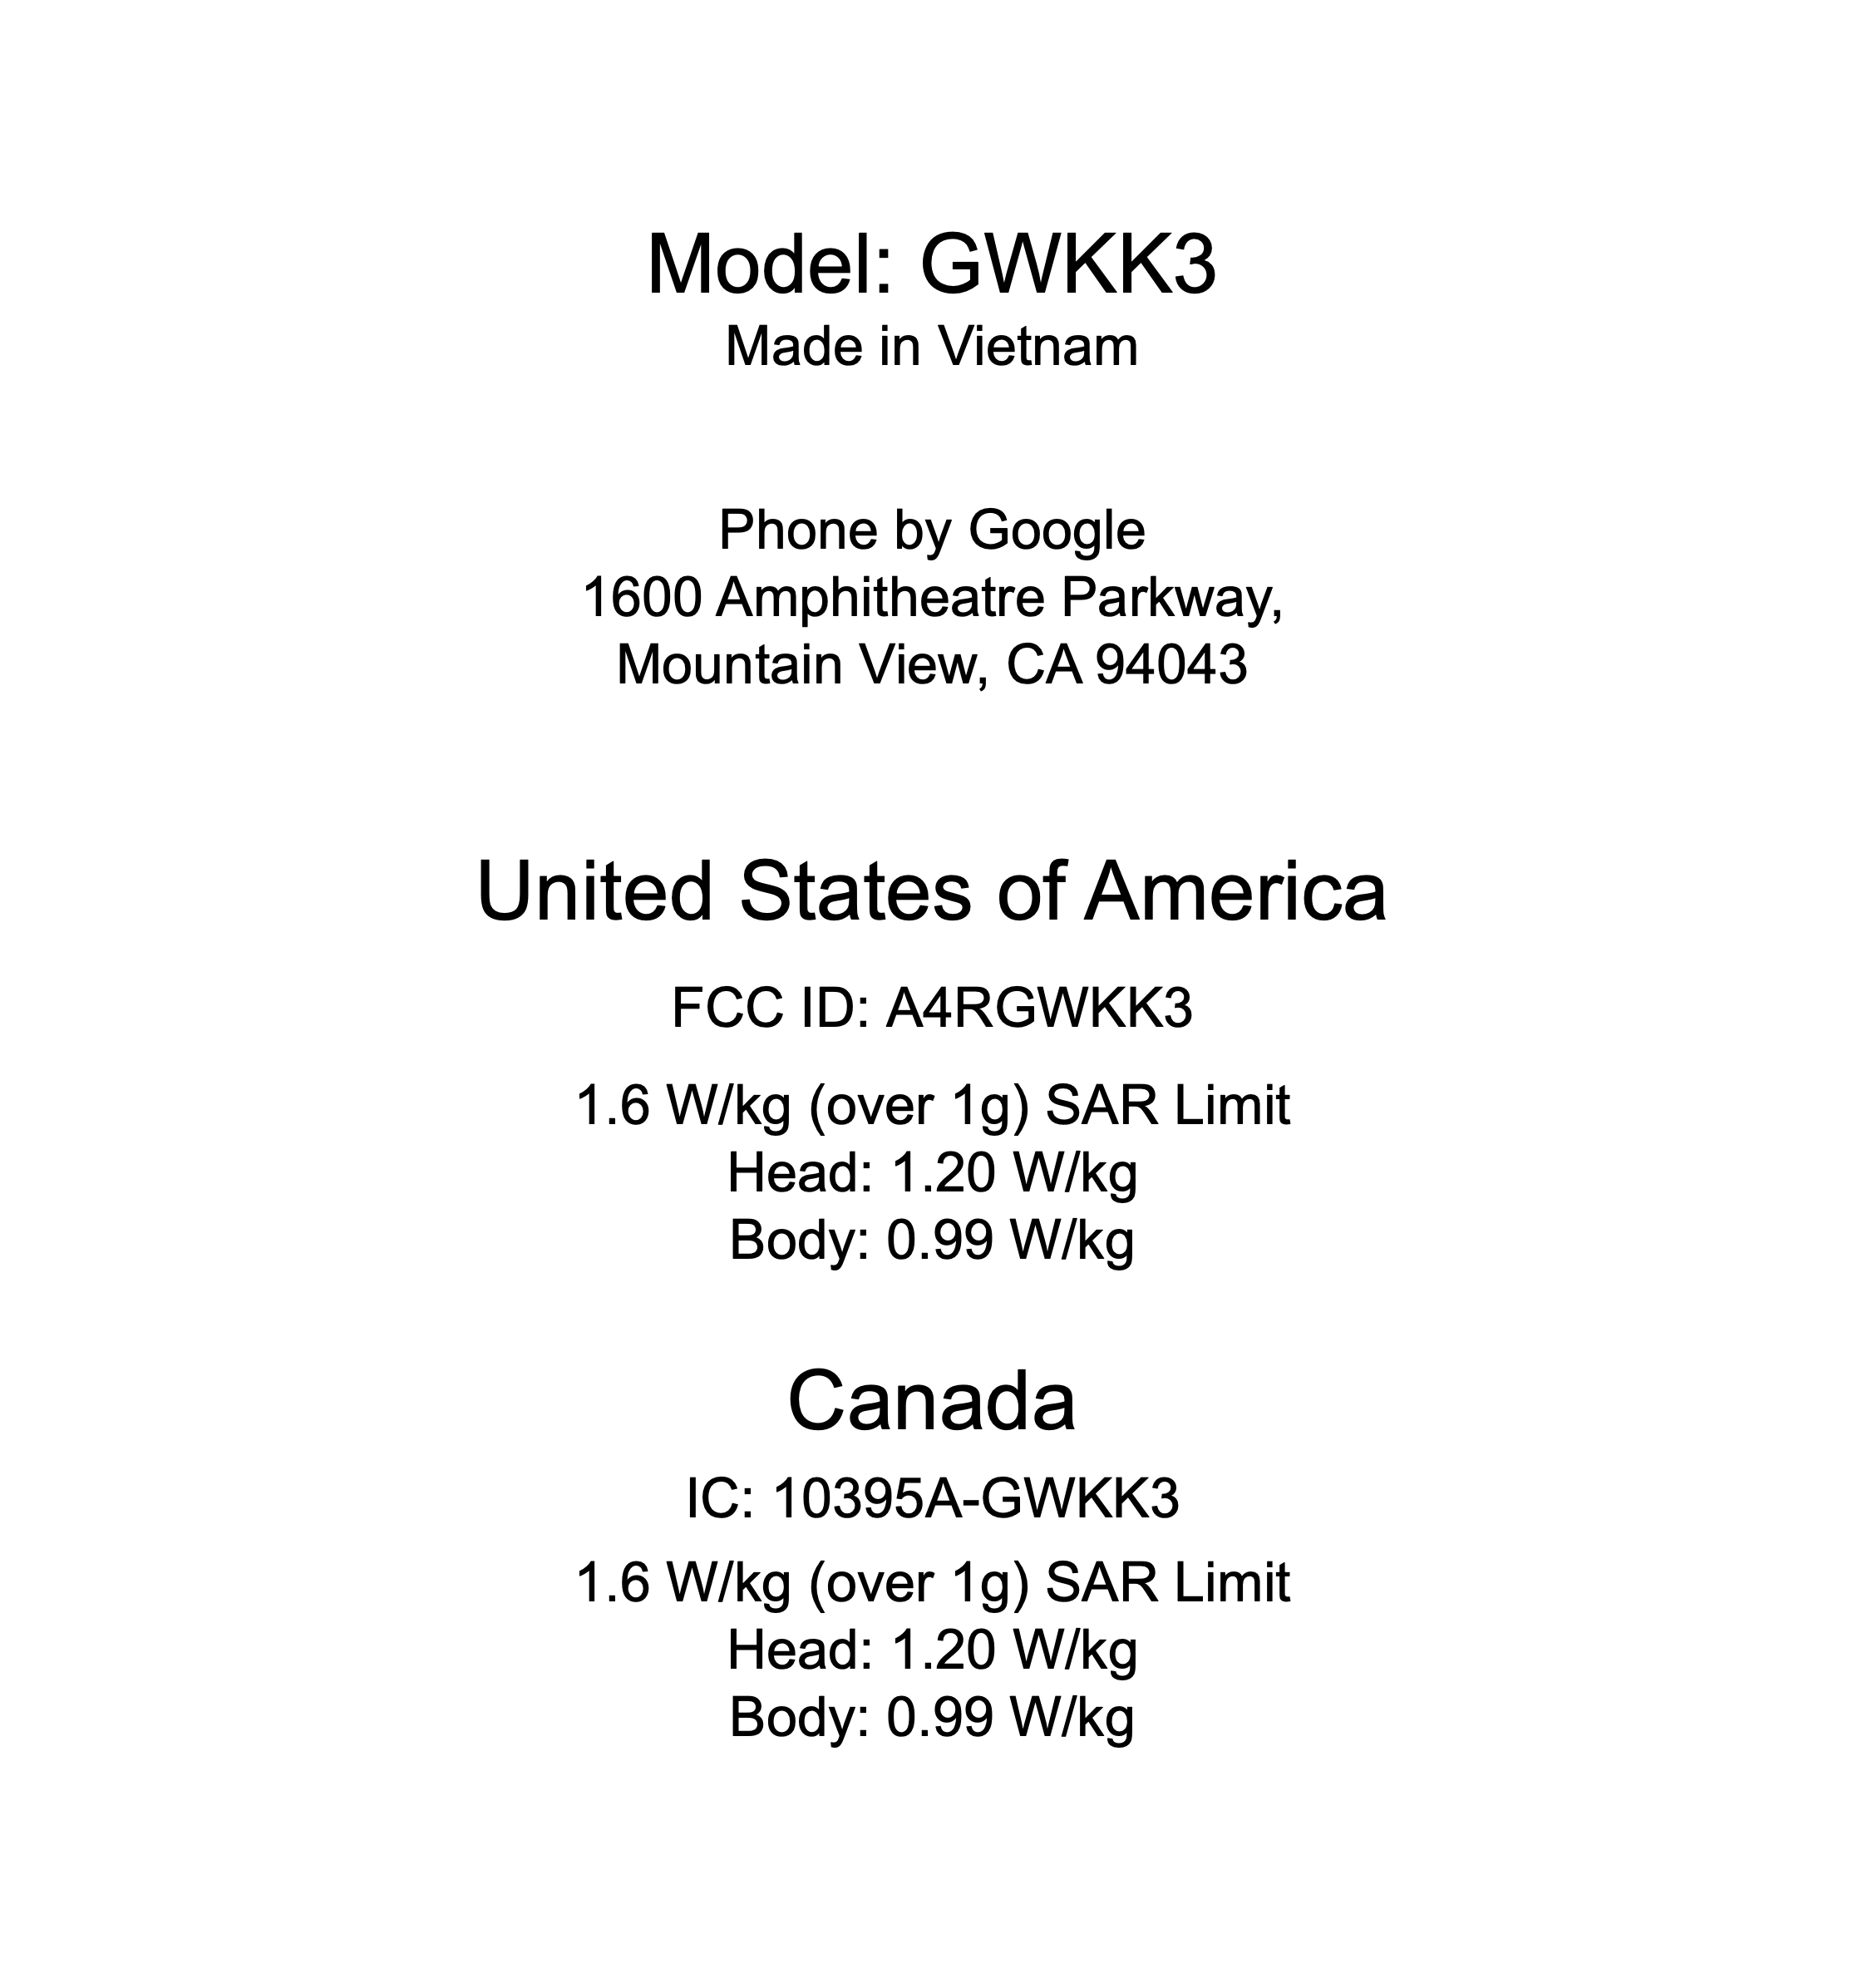 Model: GWKK3
Made in Vietnam
Phone by Google
1600 Amphitheatre Parkway,
Mountain View, CA 94043
United States of America
FCC ID: A4RGWKK3
1.6 W/kg (over 1g) SAR Limit
Head: 1.20 W/kg
Body: 0.99 W/kg
Canada
IC: 10395A-GWKK3
1.6 W/kg (over 1g) SAR Limit
Head: 1.20 W/kg
Body: 0.99 W/kg